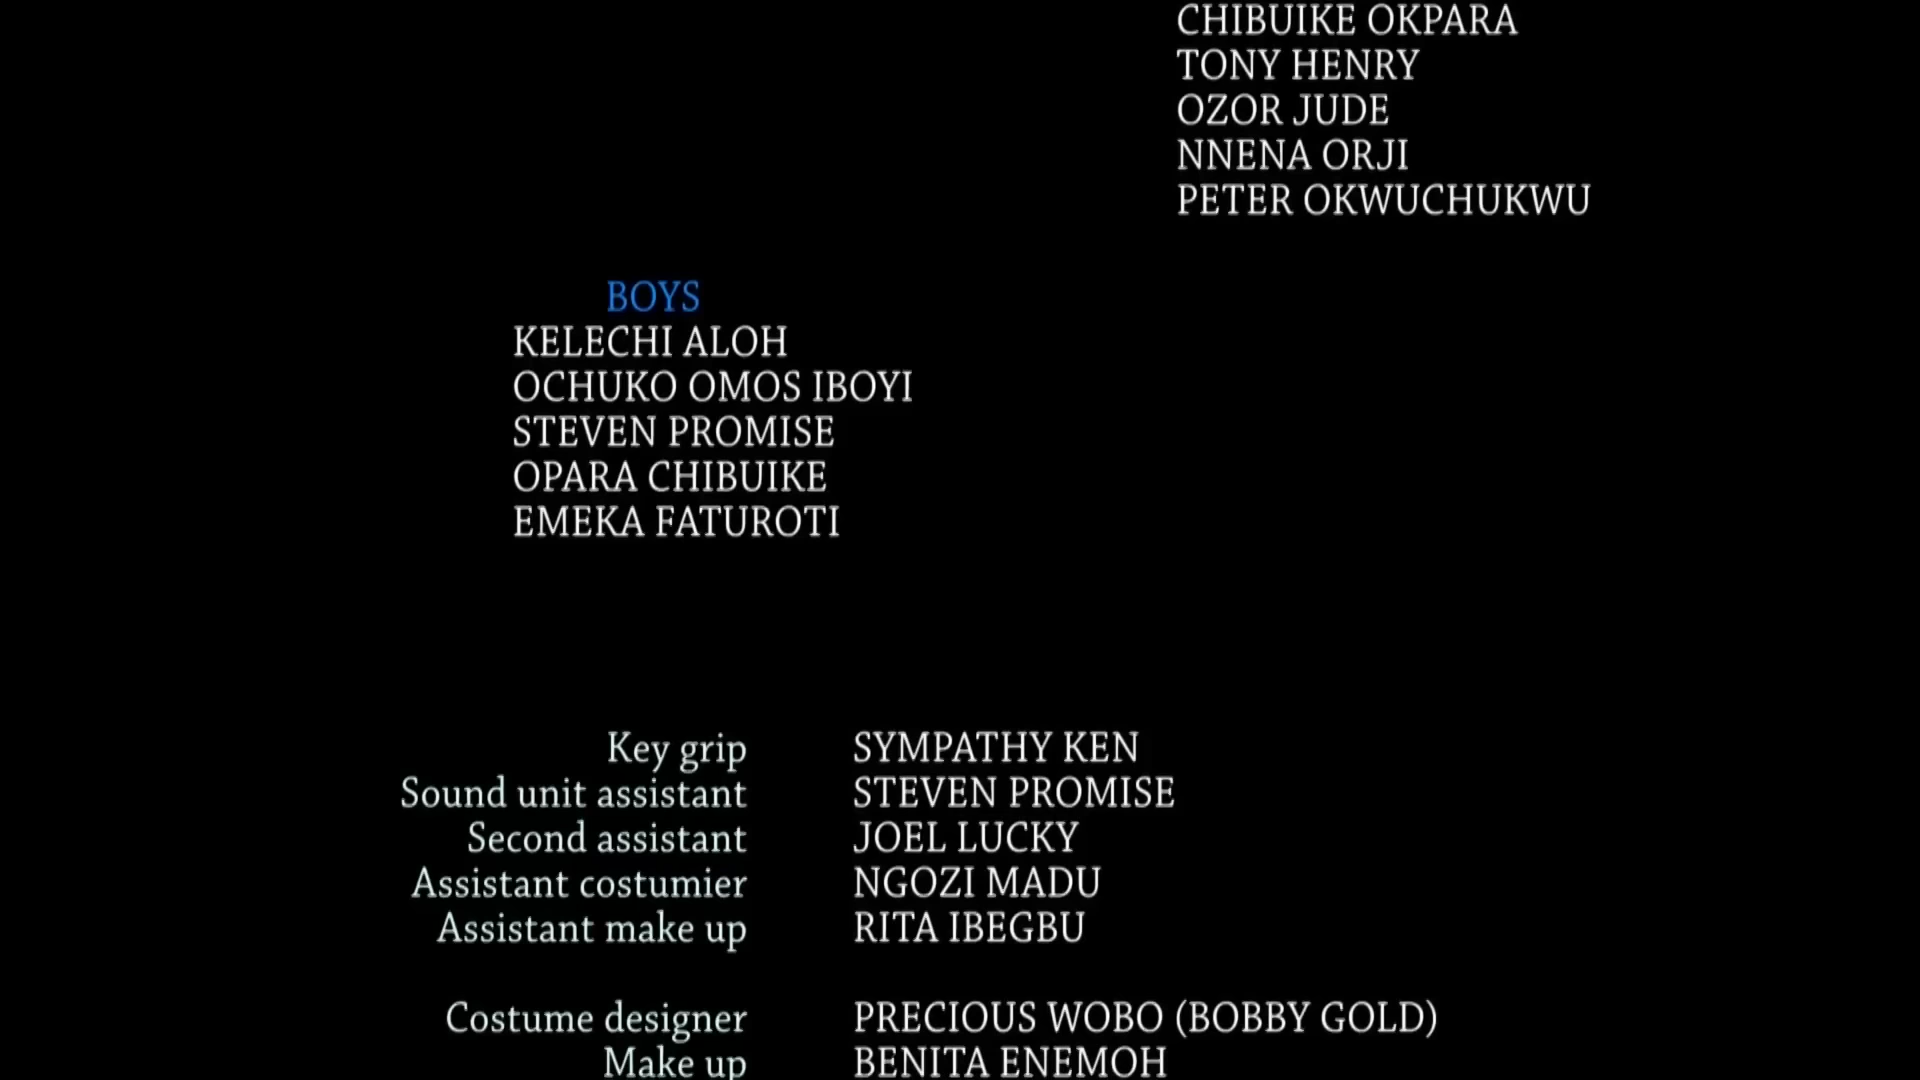 CHIBUIKE OKPARA
TONY HENRY
OZOR JUDE
NNENA ORJI
PETER OKWUCHUKWU
BOYS
KELECHI ALOH
OCHUKO OMOS IBOYI
STEVEN PROMISE
OPARA CHIBUIKE
EMEKA FATUROTI
Key grip SYMPATHY KEN
Sound unit assistant STEVEN PROMISE
Second assistant JOEL LUCKY
Assistant costumier NGOZI MADU
Assistant make up RITA IBEGBU
Costume designer PRECIOUS WOBO (BOBBY GOLD)
Make up BENITA ENEMOH